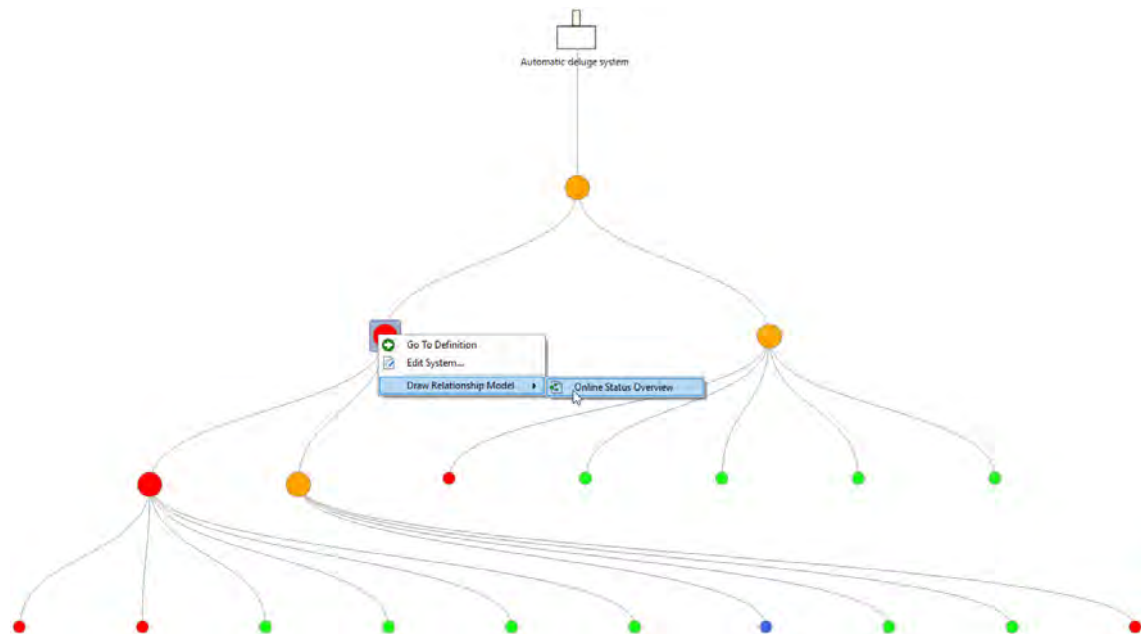 Automatic deluge system
Go To Definition
Edit System...
Draw Relationship Model
Online Status Overview